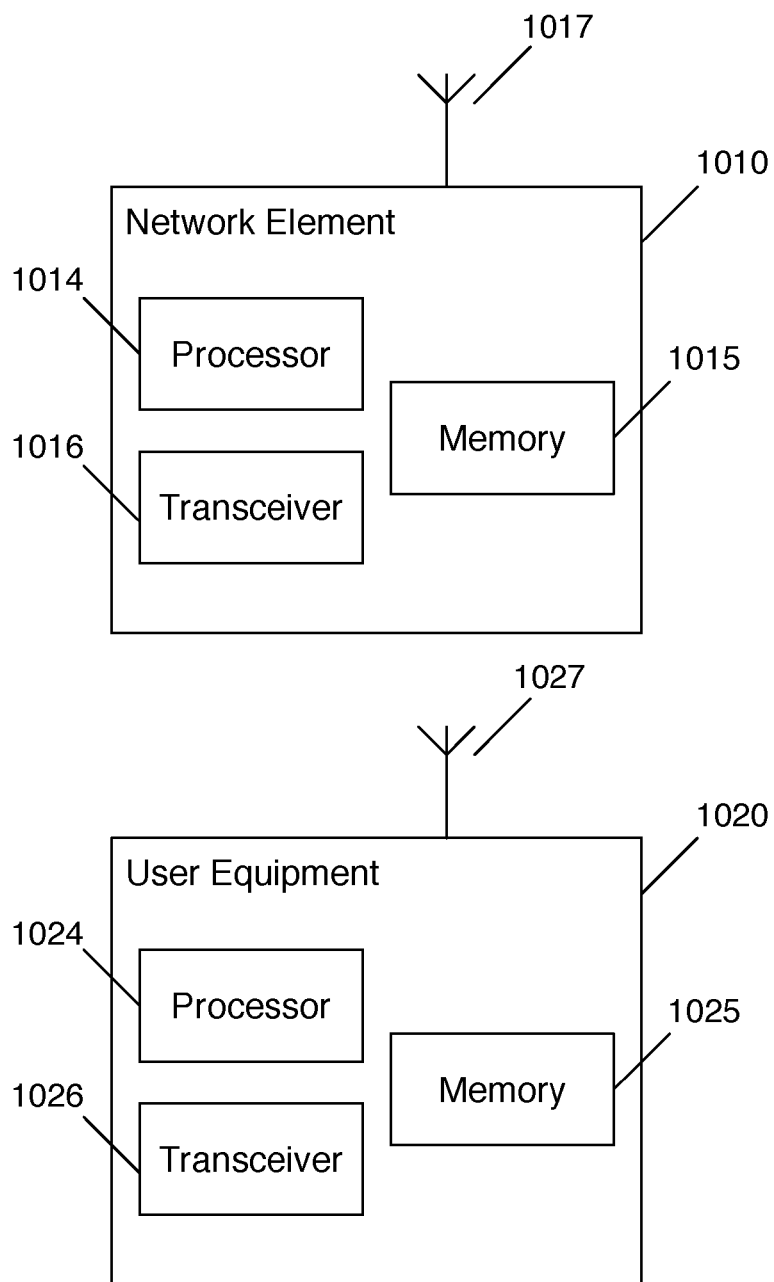 1017
1010
Network Element
1014
Processor
1015
Memory
1016
Transceiver
1027
1020
User Equipment
1024
Processor
1025
Memory
1026
Transceiver